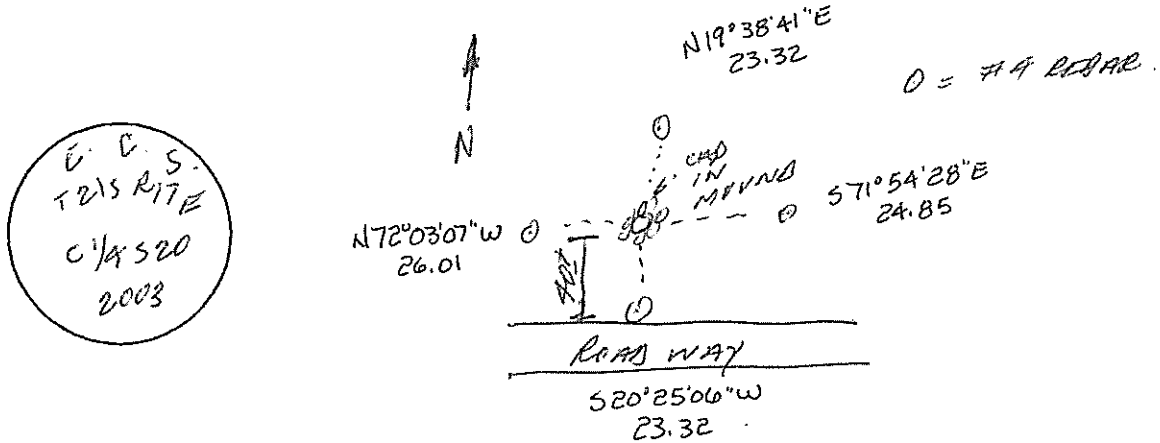 E. C. S.
T21S R17E
C 1/4 S20
2003
N
N19°38'41"E
23.32
O = #4 REBAR.
CAP
IN
MOUND
N72°03'07"W
26.01
S71°54'28"E
24.85
ROAD WAY
S20°25'06"W
23.32